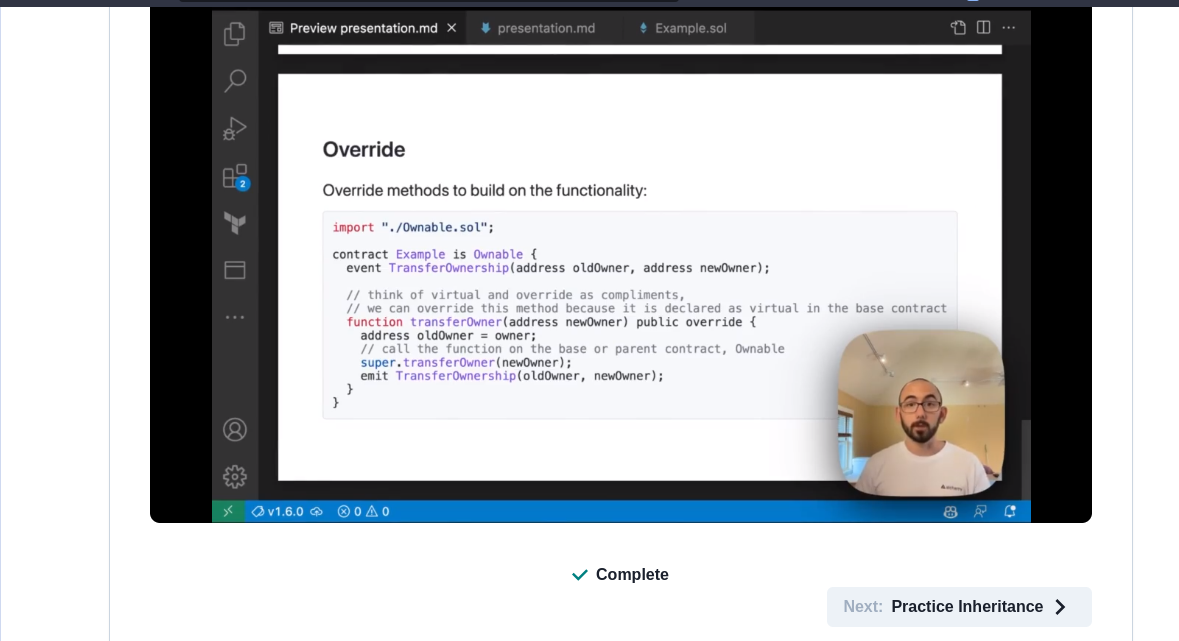 Preview presentation.md
presentation.md
Example.sol
2
Override
Override methods to build on the functionality:
import "./Ownable.sol";
contract Example is Ownable {
event TransferOwnership(address oldOwner, address newOwner);
// think of virtual and override as compliments,
// we can override this method because it is declared as virtual in the base contract
function transferOwner(address newOwner) public override {
address oldOwner = owner;
// call the function on the base or parent contract, Ownable
super.transferOwner(newOwner);
emit TransferOwnership(oldOwner, newOwner);
}
}
v1.6.0 0 0
Complete
Next: Practice Inheritance